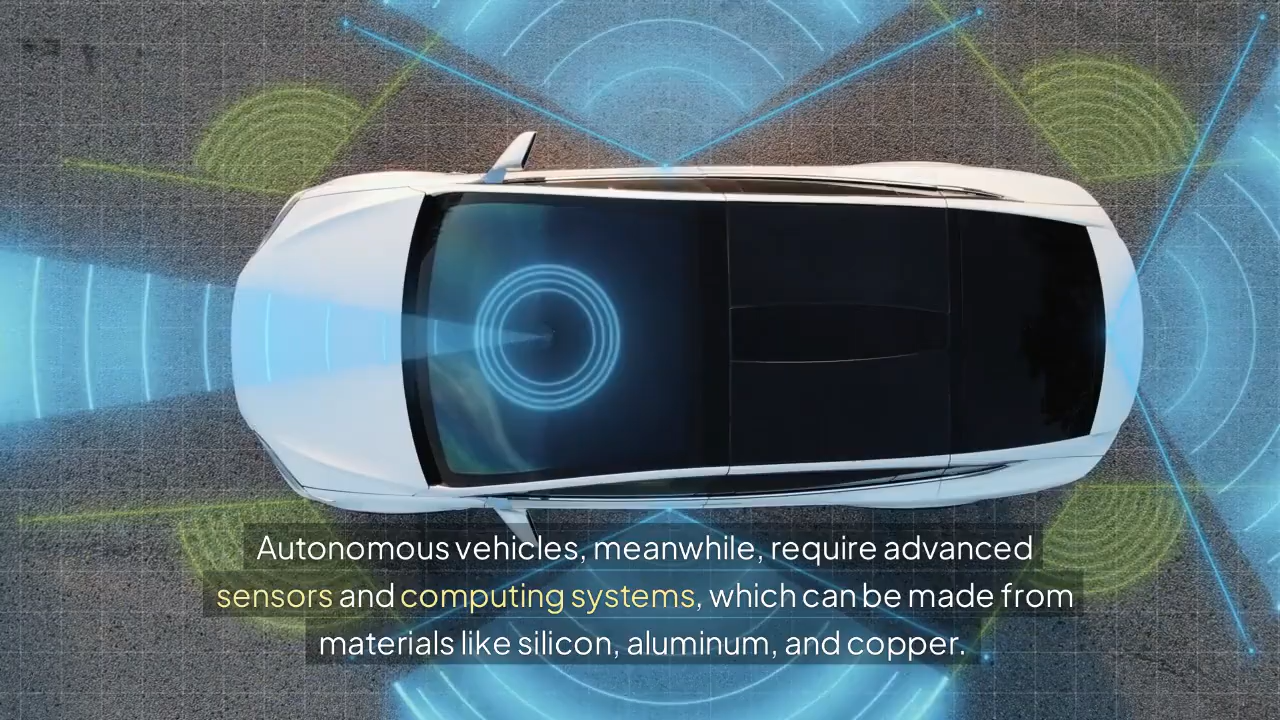 Autonomous vehicles, meanwhile, require advanced
sensors and computing systems, which can be made from
materials like silicon, aluminum, and copper.